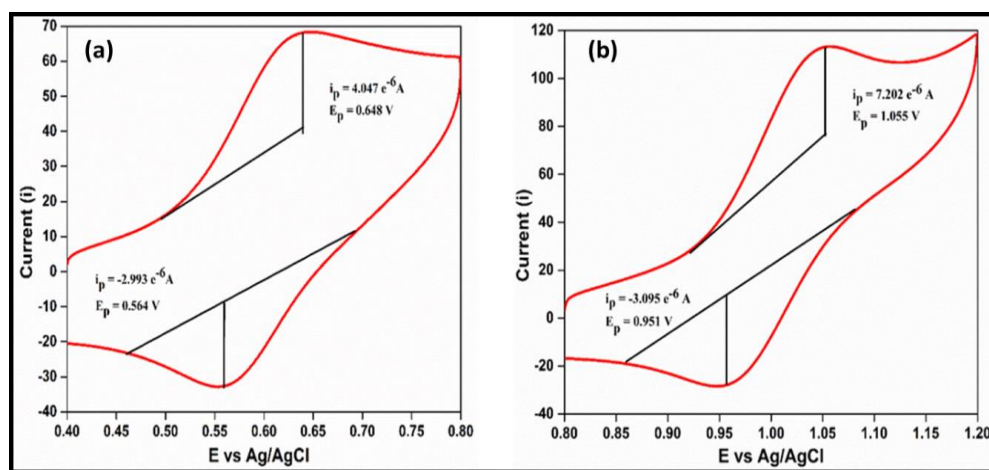 (a)
70
60
50
40
30
20
10
0
-10
-20
-30
-40
Current (i)
0.40 0.45 0.50 0.55 0.60 0.65 0.70 0.75 0.80
E vs Ag/AgCl
ip = 4.047 e-6A
Ep = 0.648 V
ip = -2.993 e-6A
Ep = 0.564 V
(b)
120
100
80
60
40
20
0
-20
-40
Current (i)
0.80 0.85 0.90 0.95 1.00 1.05 1.10 1.15 1.20
E vs Ag/AgCl
ip = 7.202 e-6A
Ep = 1.055 V
ip = -3.095 e-6A
Ep = 0.951 V